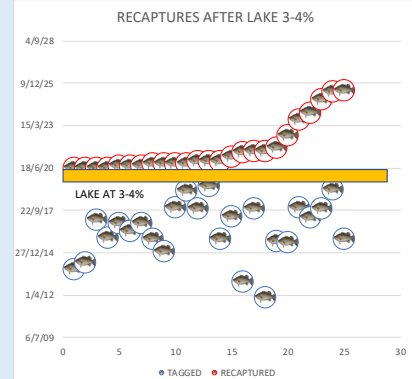 RECAPTURES AFTER LAKE 3-4%
4/9/28
9/12/25
15/3/23
18/6/20
LAKE AT 3-4%
22/9/17
27/12/14
1/4/12
6/7/09
0 5 10 15 20 25 30
TAGGED RECAPTURED